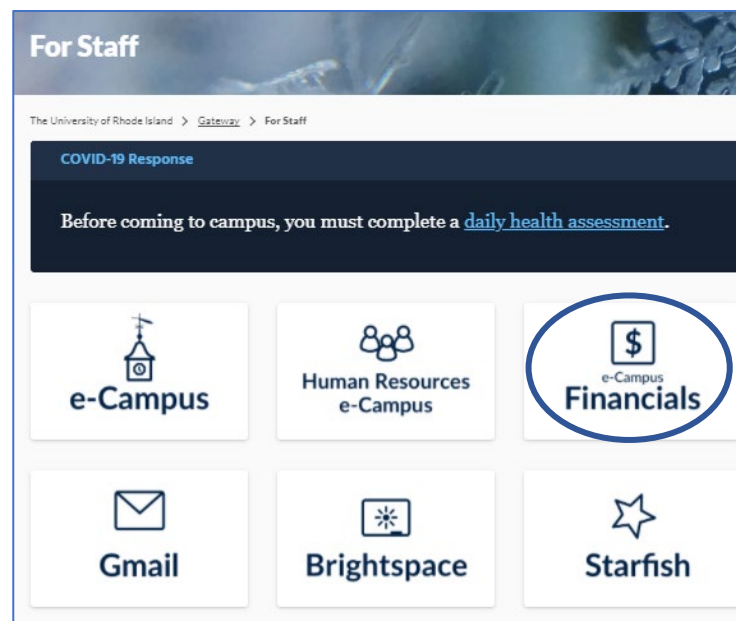 For Staff
The University of Rhode Island > Gateway > For Staff
COVID-19 Response
Before coming to campus, you must complete a daily health assessment.
e-Campus
Human Resources
e-Campus
$
e-Campus
Financials
Gmail
Brightspace
Starfish